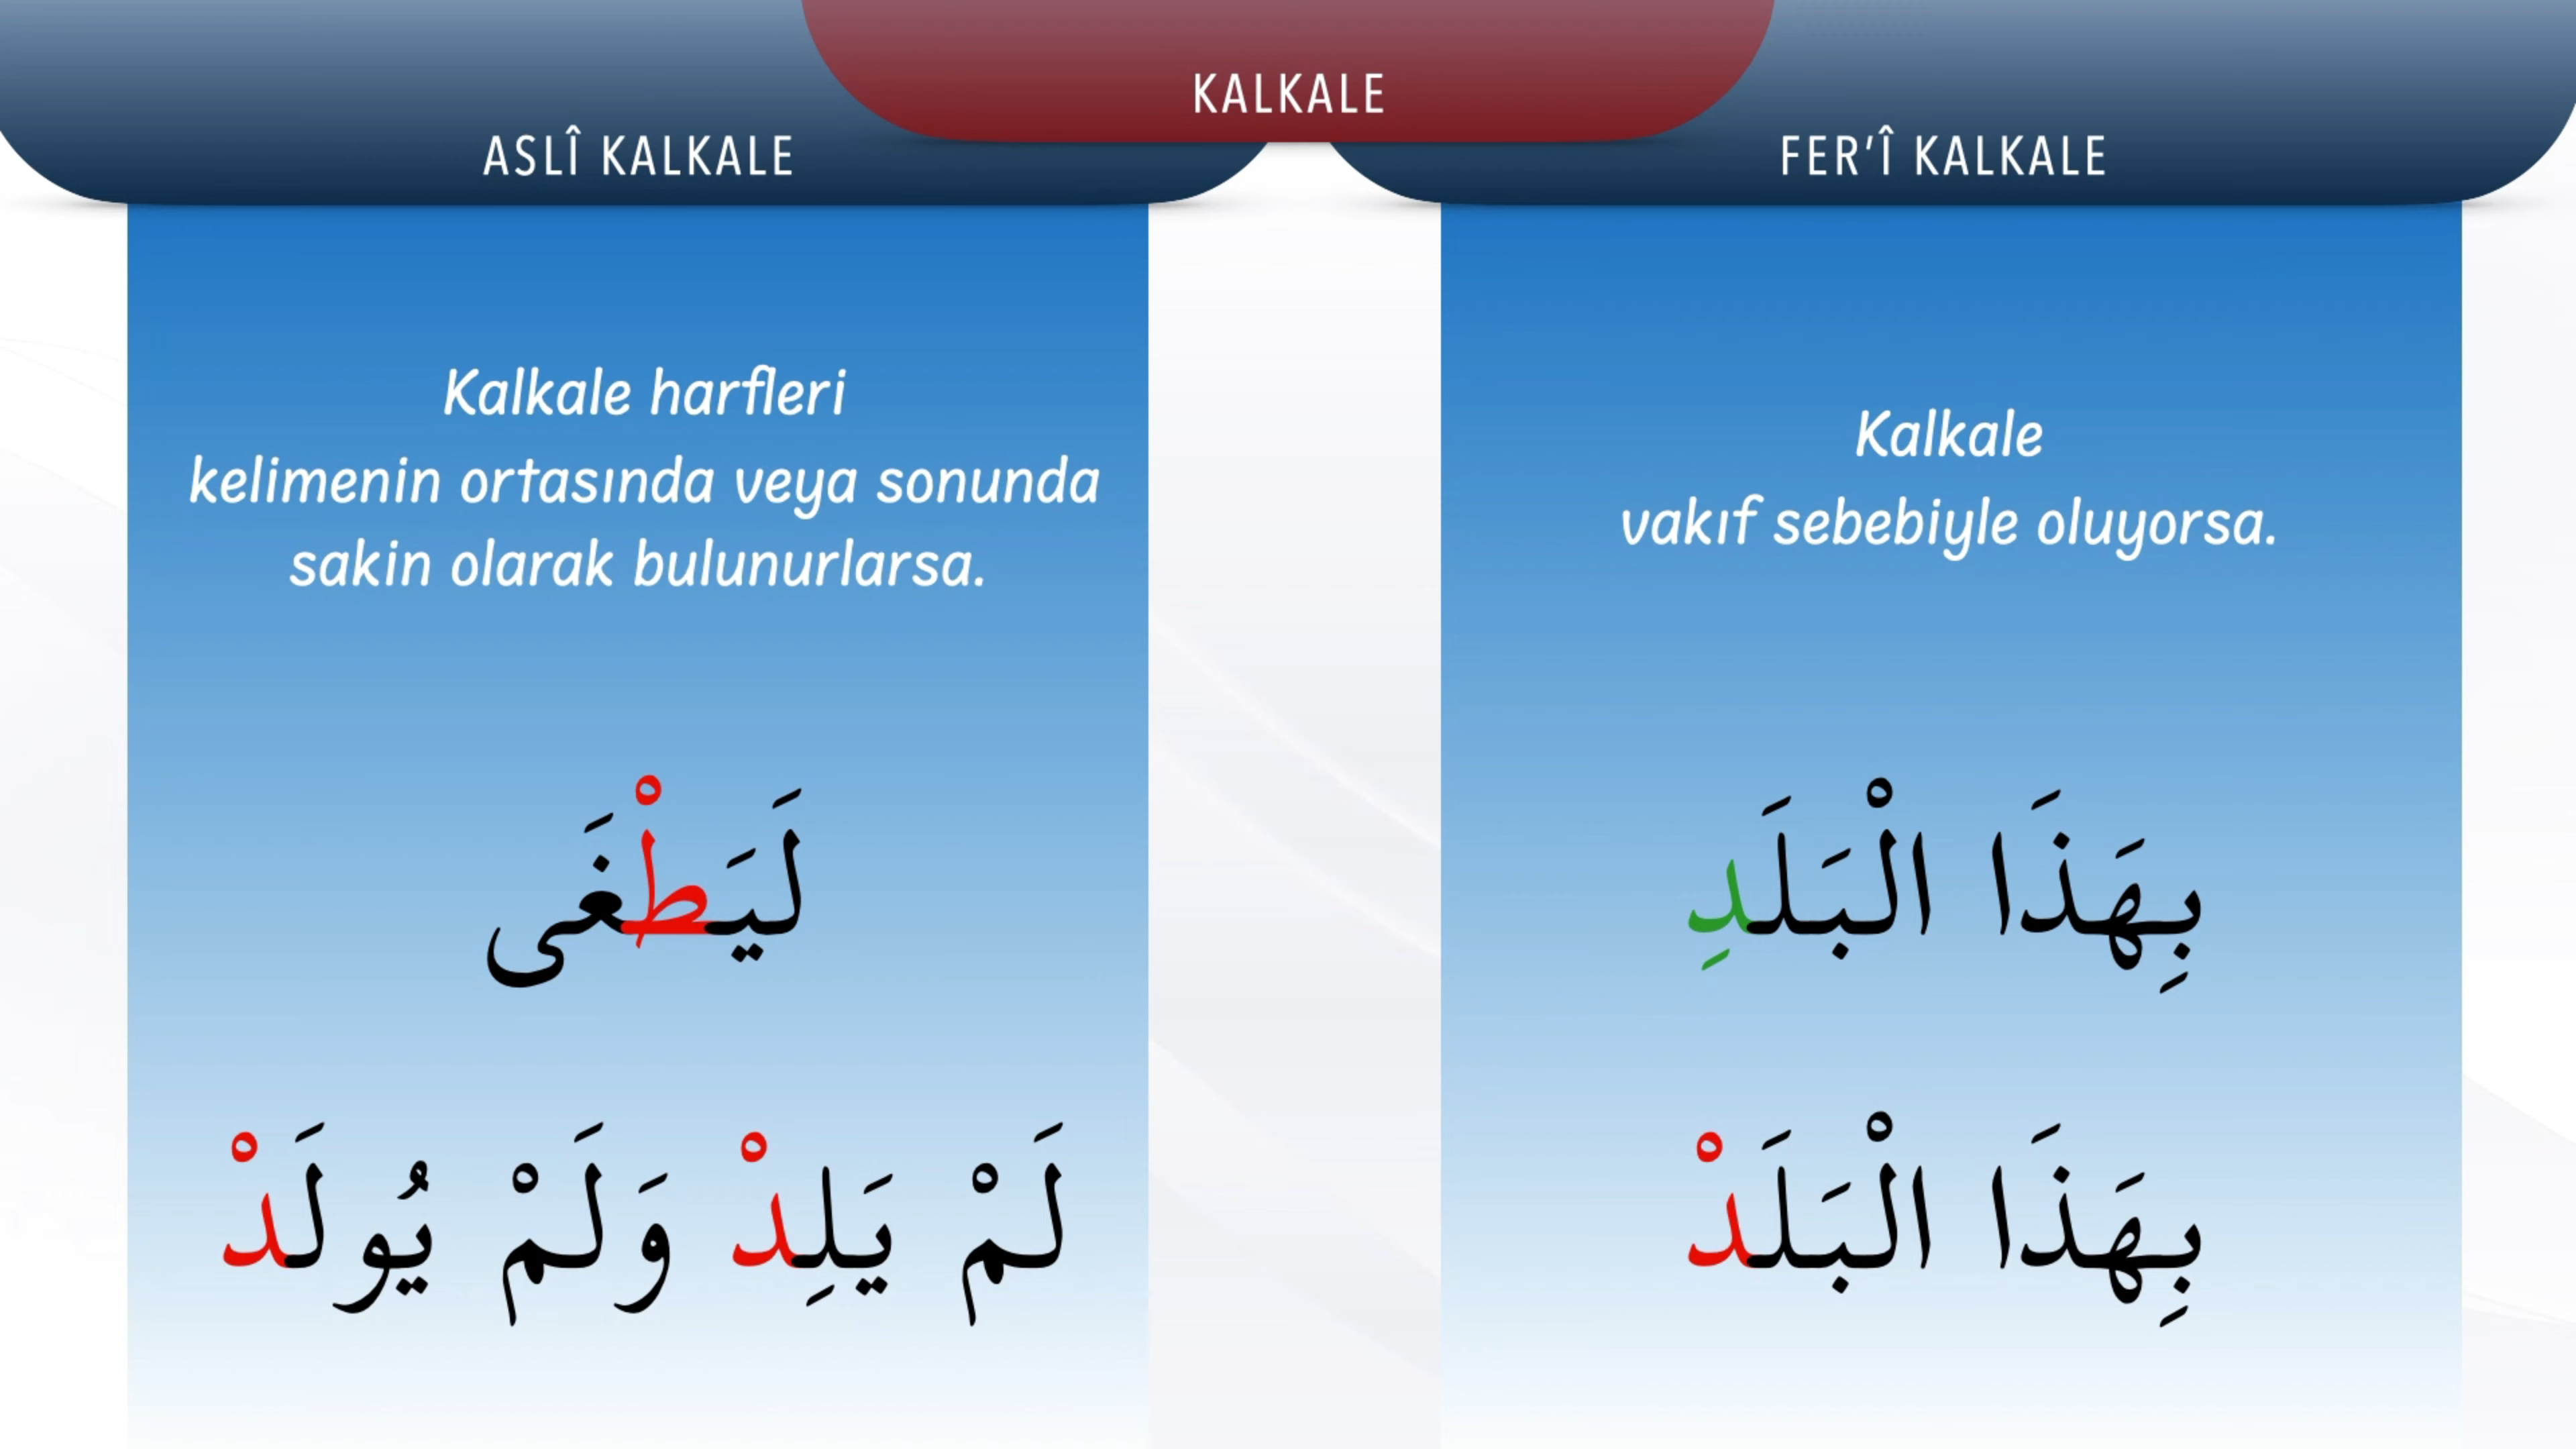 KALKALE
ASLÎ KALKALE
Kalkale harfleri
kelimenin ortasında veya sonunda
sakin olarak bulunurlarsa.
لَيَطْغَى
لَمْ يَلِدْ وَلَمْ يُولَدْ
FER’Î KALKALE
Kalkale
vakıf sebebiyle oluyorsa.
بِهَذَا الْبَلَدِ
بِهَذَا الْبَلَدْ